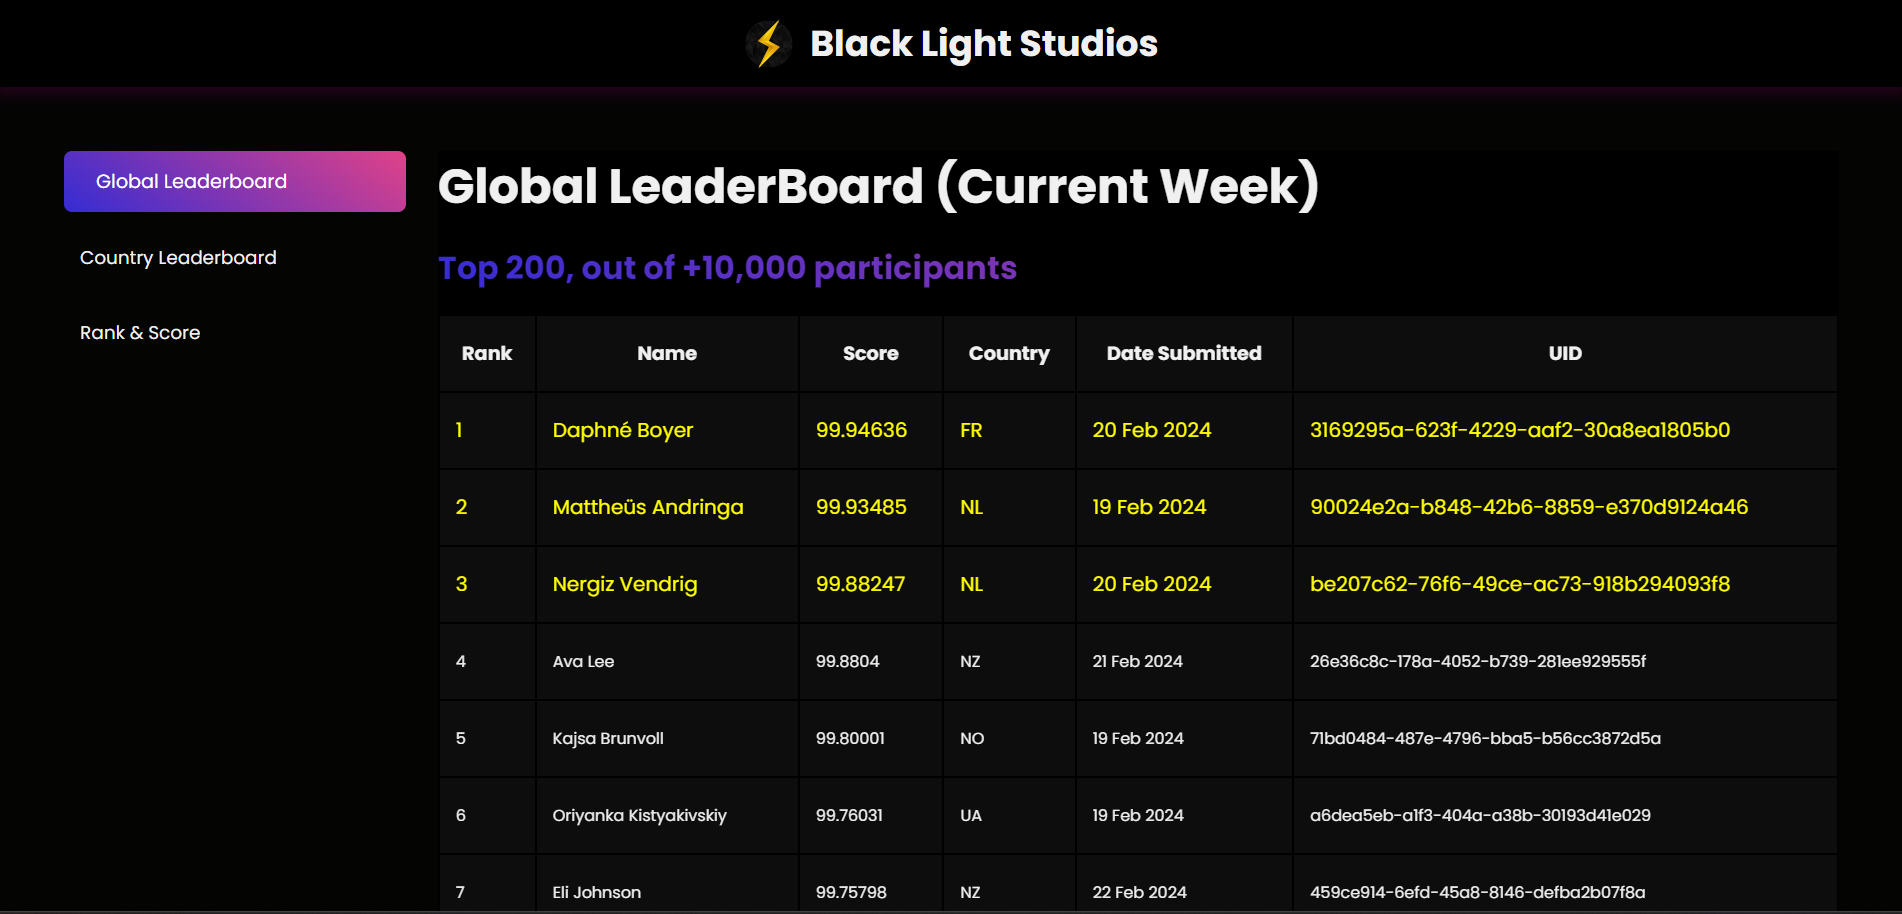 Black Light Studios
Global Leaderboard
Country Leaderboard
Rank & Score
Global LeaderBoard (Current Week)
Top 200, out of +10,000 participants
Rank Name Score Country Date Submitted UID
1 Daphné Boyer 99.94636 FR 20 Feb 2024 3169295a-623f-4229-aaf2-30a8ea1805b0
2 Mattheüs Andringa 99.93485 NL 19 Feb 2024 90024e2a-b848-42b6-8859-e370d9124a46
3 Nergiz Vendrig 99.88247 NL 20 Feb 2024 be207c62-76f6-49ce-ac73-918b294093f8
4 Ava Lee 99.8804 NZ 21 Feb 2024 26e36c8c-178a-4052-b739-281ee929555f
5 Kajsa Brunvoll 99.80001 NO 19 Feb 2024 71bd0484-487e-4796-bba5-b56cc3872d5a
6 Oriyanka Kistyakivskiy 99.76031 UA 19 Feb 2024 a6dea5eb-a1f3-404a-a38b-30193d41e029
7 Eli Johnson 99.75798 NZ 22 Feb 2024 459ce914-6efd-45a8-8146-defba2b07f8a